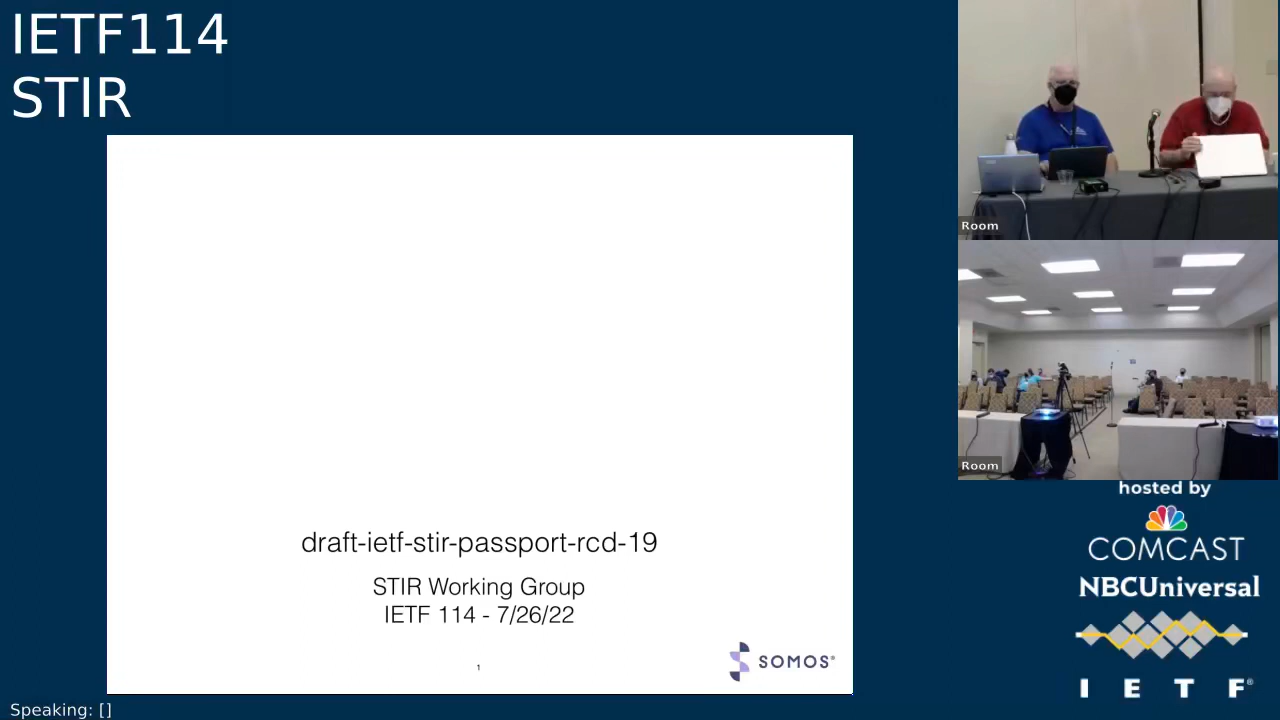 IETF114
STIR
draft-ietf-stir-passport-rcd-19
STIR Working Group
IETF 114 - 7/26/22
1
SOMOS®
Room
Room
hosted by
COMCAST
NBCUniversal
I E T F®
Speaking: []